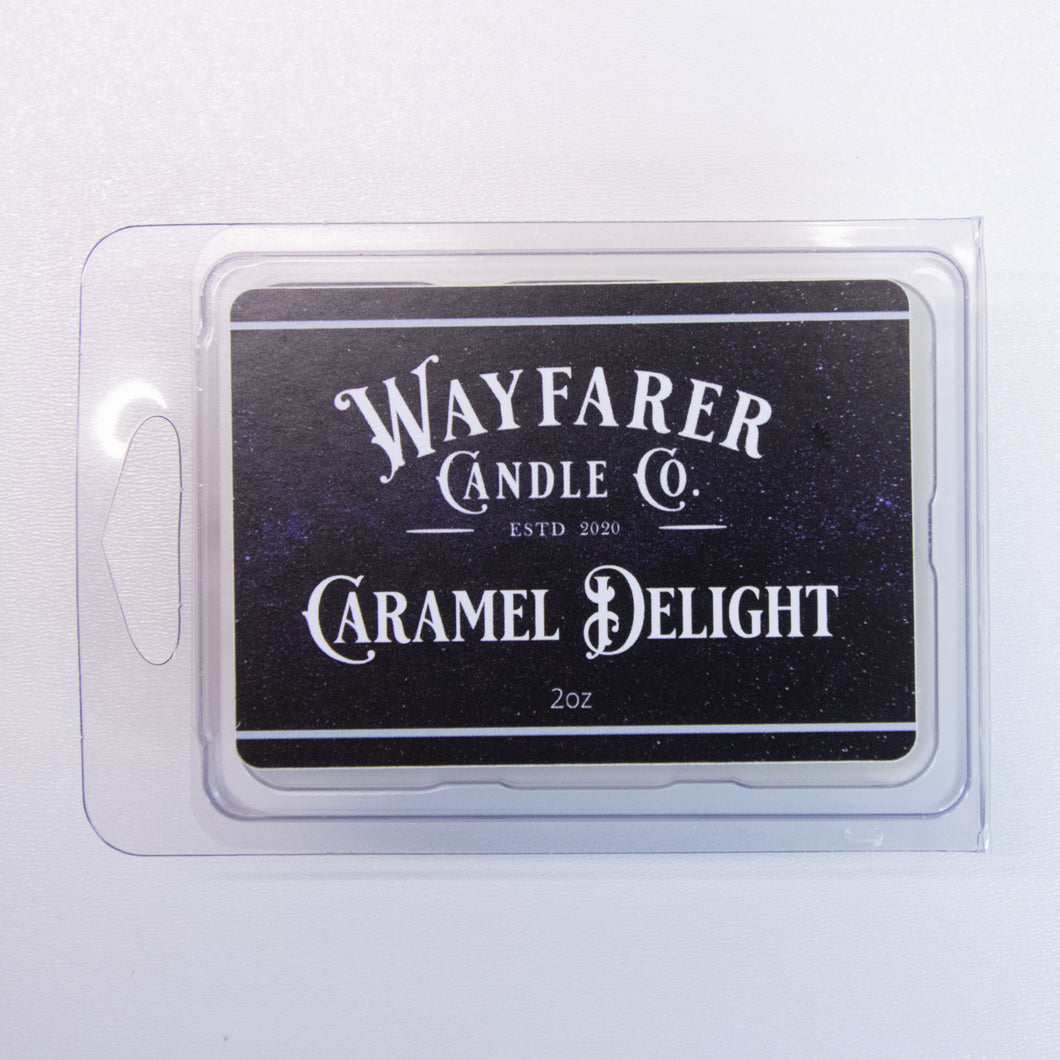 WAYFARER
CANDLE CO.
ESTD 2020
CARAMEL DELIGHT
2oz